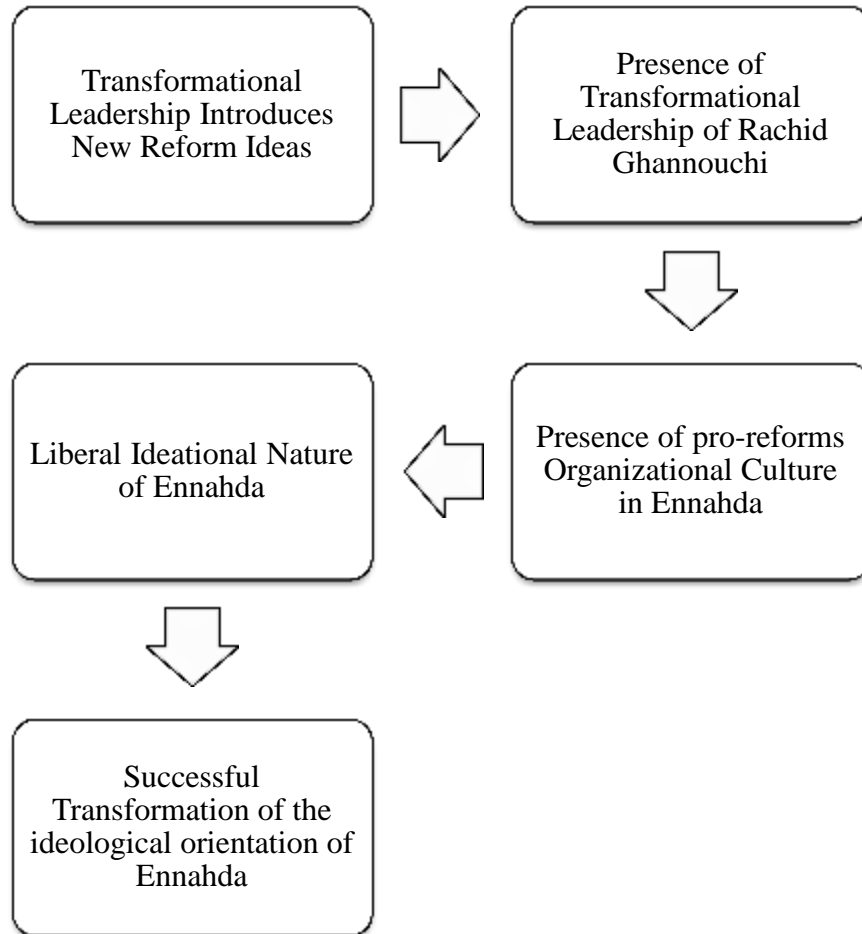 Transformational
Leadership Introduces
New Reform Ideas
Presence of
Transformational
Leadership of Rachid
Ghannouchi
Presence of pro-reforms
Organizational Culture
in Ennahda
Liberal Ideational Nature
of Ennahda
Successful
Transformation of the
ideological orientation of
Ennahda